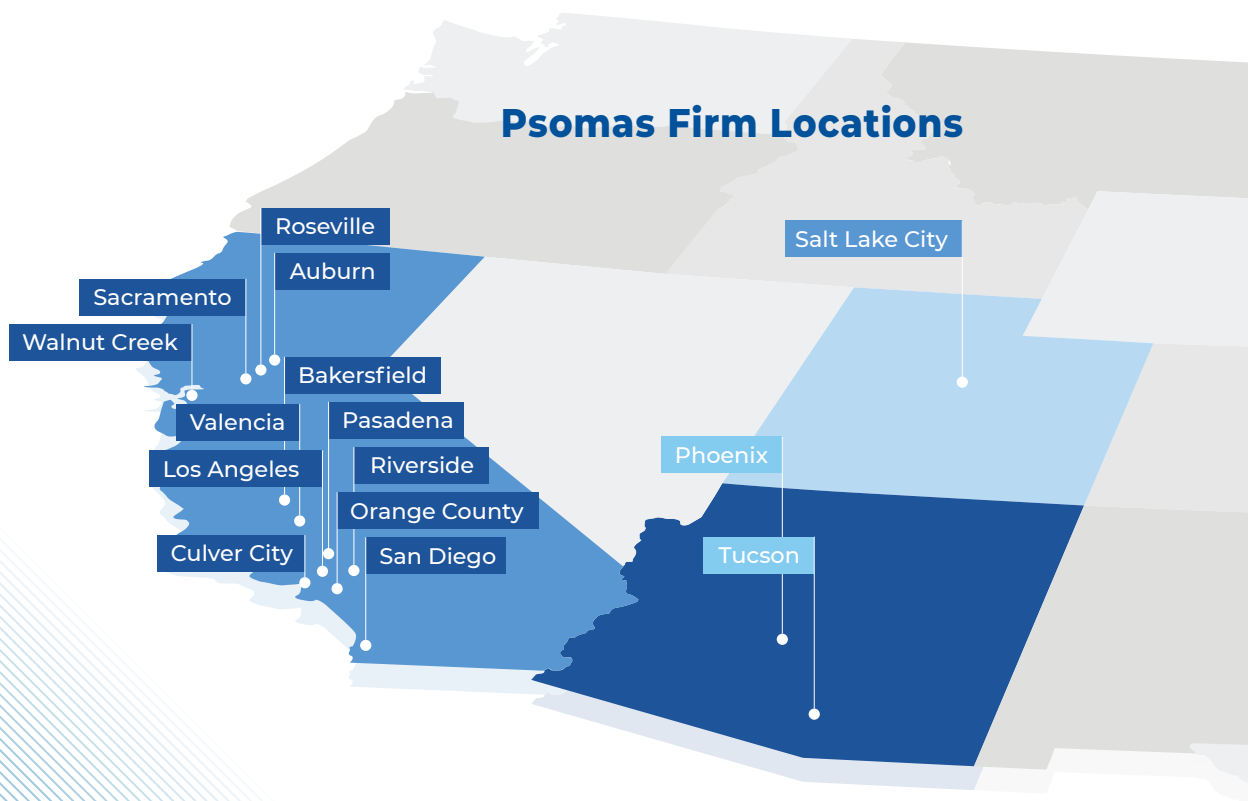 Psomas Firm Locations
Roseville
Salt Lake City
Auburn
Sacramento
Walnut Creek
Bakersfield
Valencia
Pasadena
Los Angeles
Riverside
Phoenix
Orange County
Culver City
San Diego
Tucson